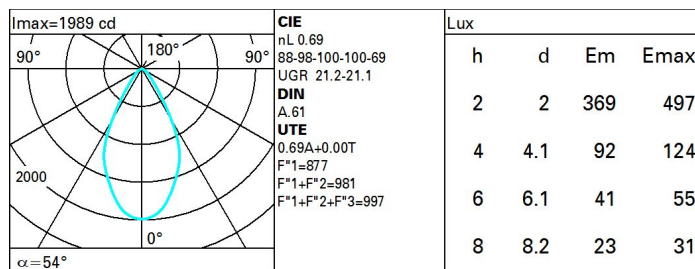 Imax=1989 cd
90° 180° 90°
2000
0°
α=54°
CIE
nL 0.69
88-98-100-100-69
UGR 21.2-21.1
DIN
A.61
UTE
0.69A+0.00T
F"1=877
F"1+F"2=981
F"1+F"2+F"3=997
Lux
h d Em Emax
2 2 369 497
4 4.1 92 124
6 6.1 41 55
8 8.2 23 31